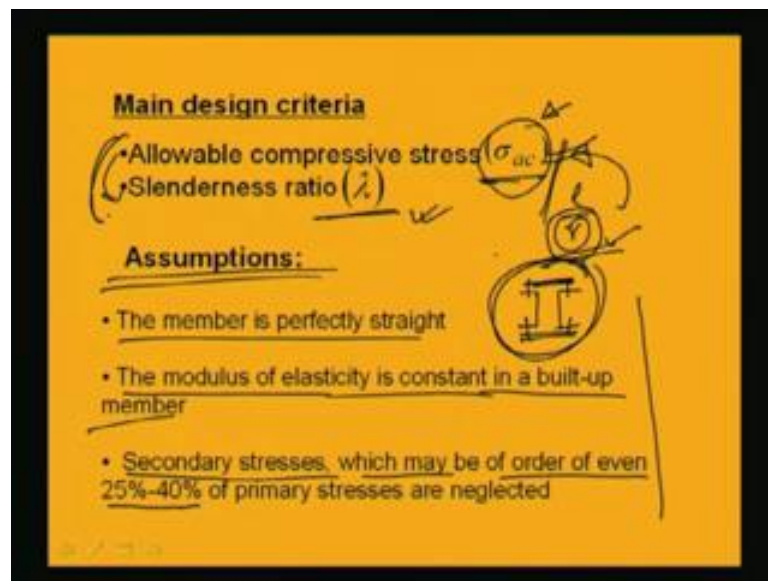 Main design criteria
•Allowable compressive stress (σac)
•Slenderness ratio (λ)
l
r
Assumptions:
• The member is perfectly straight
• The modulus of elasticity is constant in a built-up
member
• Secondary stresses, which may be of order of even
25%-40% of primary stresses are neglected